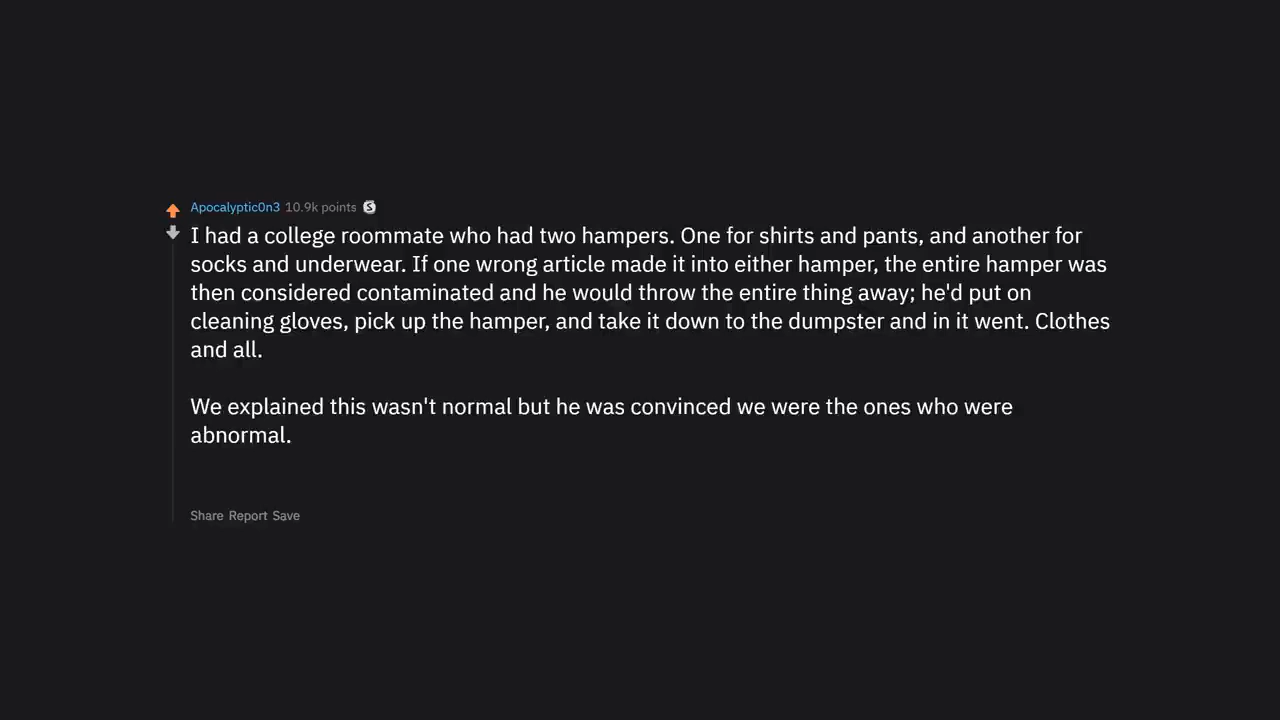 Apocalyptic0n3 10.9k points S
I had a college roommate who had two hampers. One for shirts and pants, and another for
socks and underwear. If one wrong article made it into either hamper, the entire hamper was
then considered contaminated and he would throw the entire thing away; he'd put on
cleaning gloves, pick up the hamper, and take it down to the dumpster and in it went. Clothes
and all.
We explained this wasn't normal but he was convinced we were the ones who were
abnormal.
Share Report Save